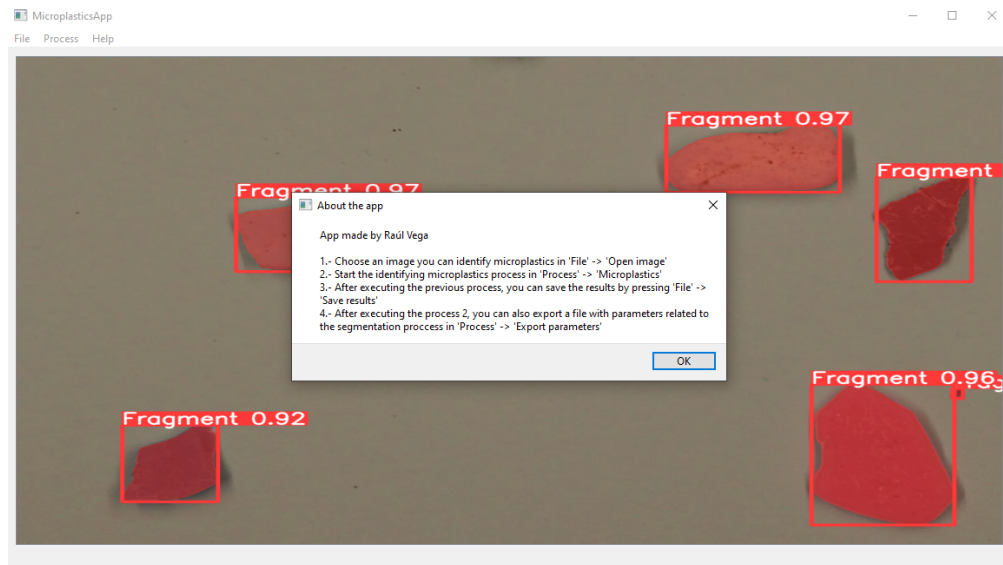 MicroplasticsApp
File Process Help
Fragment 0.97
Fragment
Fragment 0.97
About the app
App made by Raúl Vega
1.- Choose an image you can identify microplastics in 'File' -> 'Open image'
2.- Start the identifying microplastics process in 'Process' -> 'Microplastics'
3.- After executing the previous process, you can save the results by pressing 'File' ->
'Save results'
4.- After executing the process 2, you can also export a file with parameters related to
the segmentation proccess in 'Process' -> 'Export parameters'
OK
Fragment 0.96
Fragment 0.92